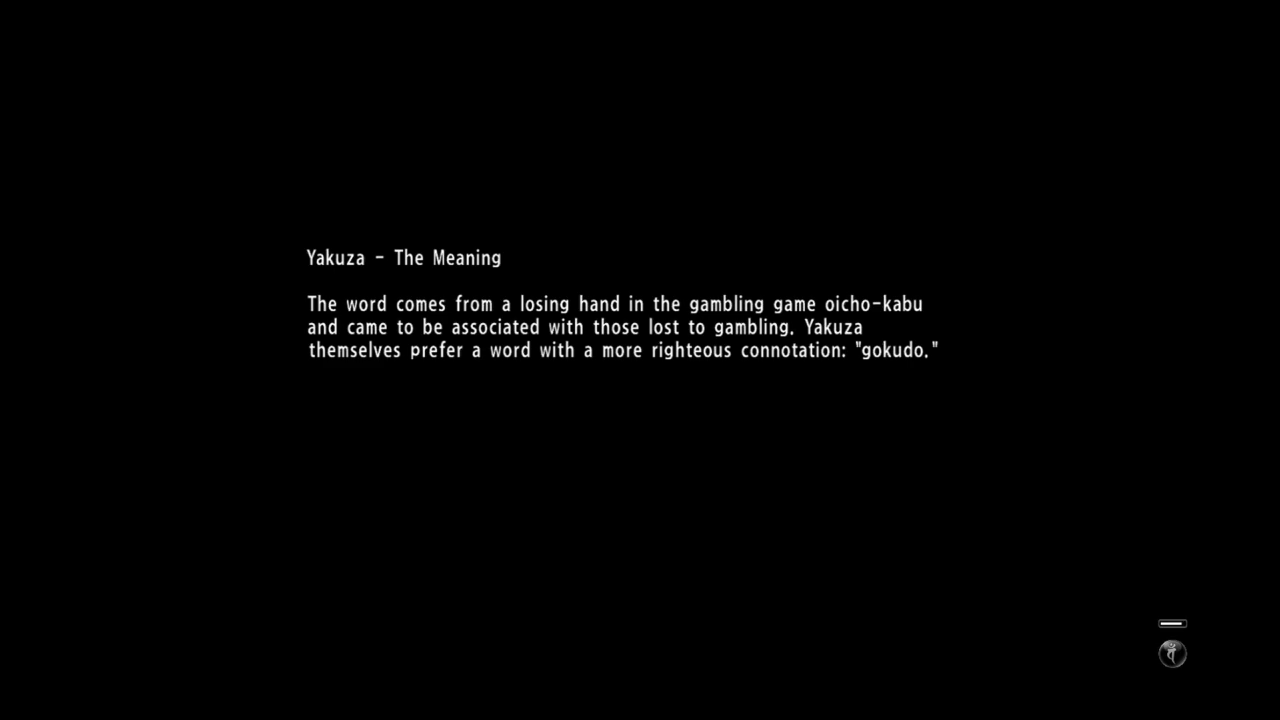 Yakuza - The Meaning
The word comes from a losing hand in the gambling game oicho-kabu
and came to be associated with those lost to gambling. Yakuza
themselves prefer a word with a more righteous connotation: "gokudo."